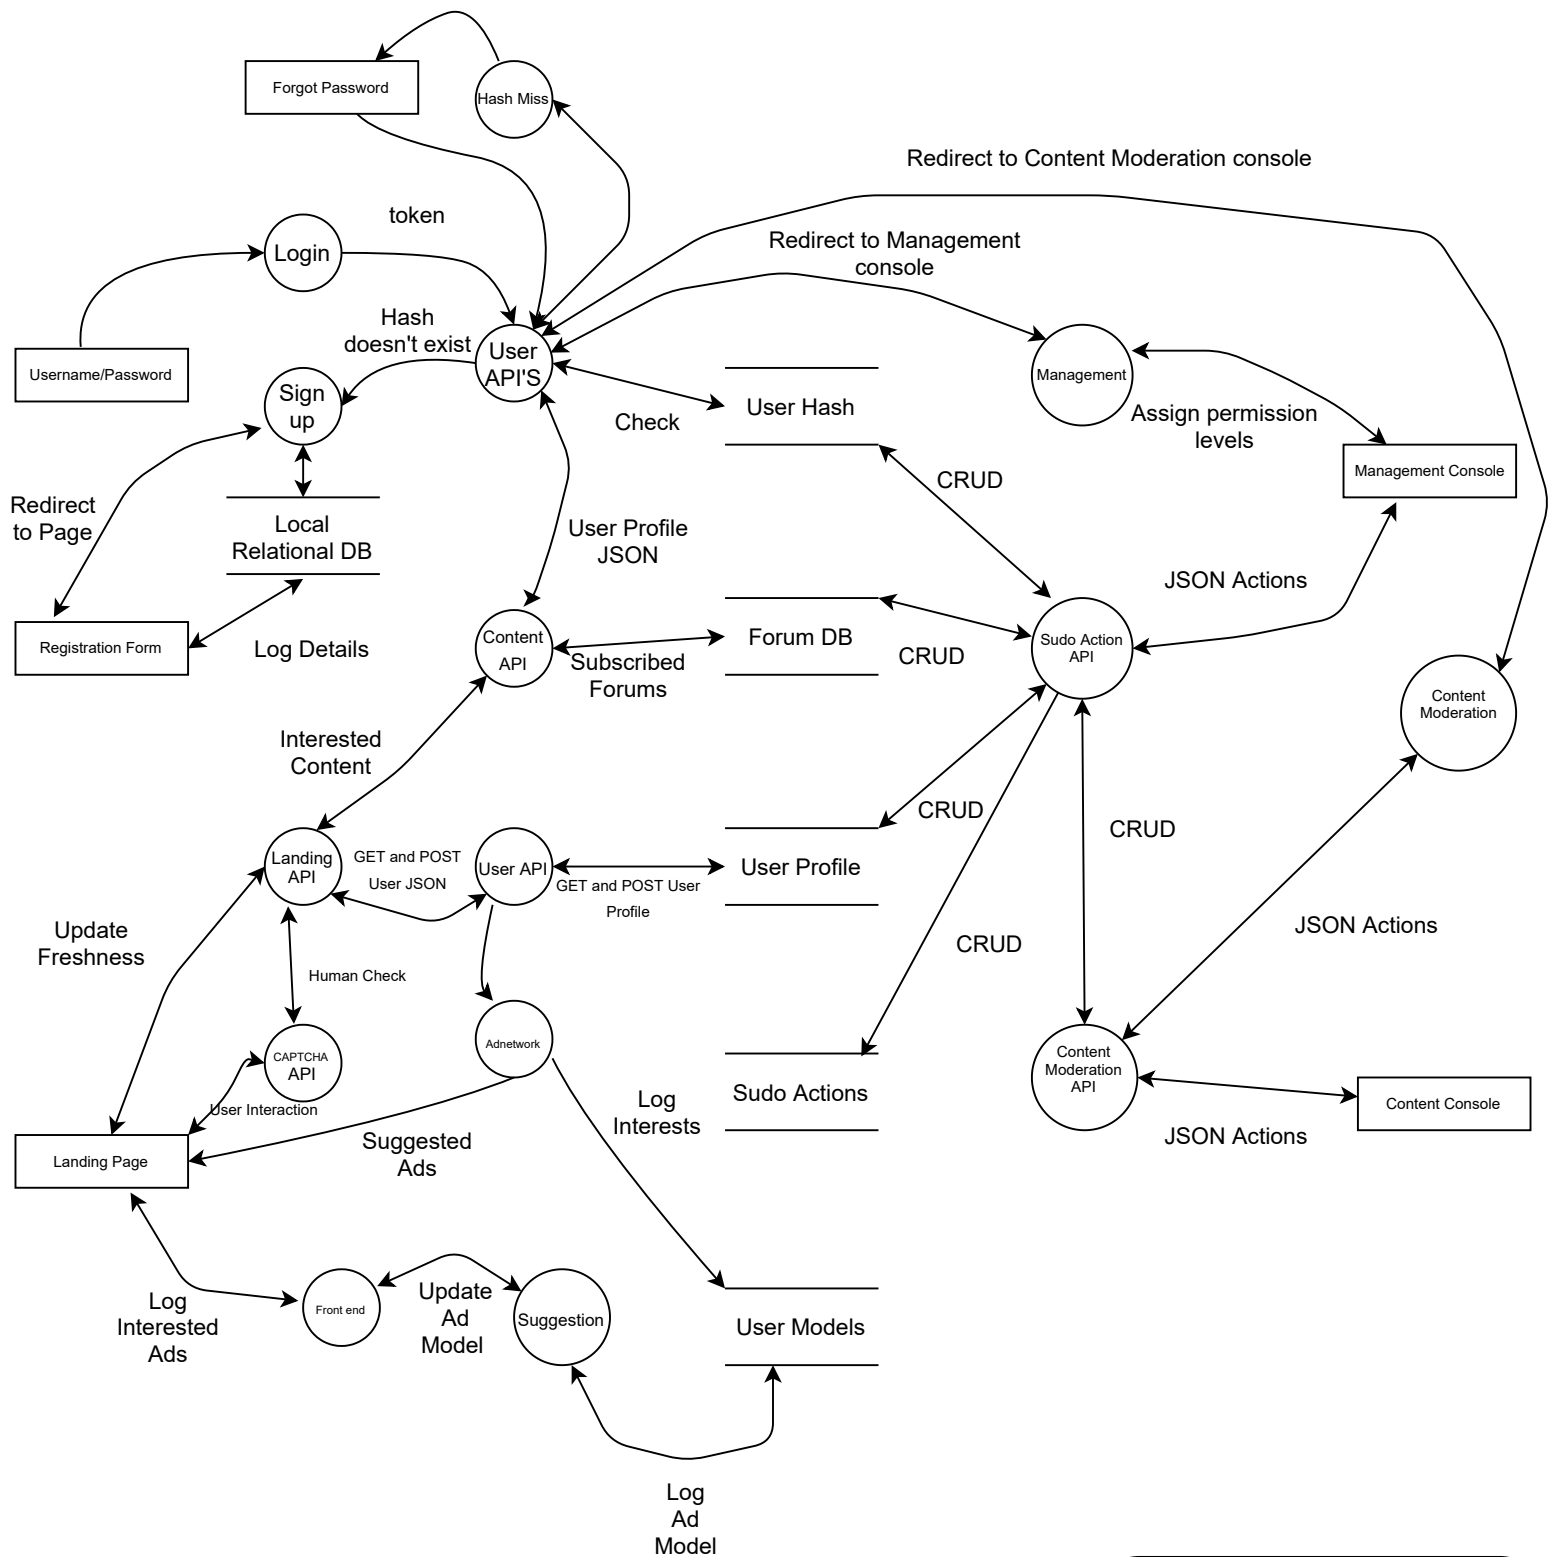 Forgot Password
Hash Miss
Redirect to Content Moderation console
token
Login
Redirect to Management
console
Hash
doesn't exist
User
API'S
Username/Password
Sign
up
Management
User Hash
Check
Assign permission
levels
Management Console
CRUD
Redirect
to Page
Local
Relational DB
User Profile
JSON
JSON Actions
Registration Form
Log Details
Content
API
Subscribed
Forums
Forum DB
CRUD
Sudo Action
API
Content
Moderation
Interested
Content
CRUD
CRUD
Landing
API
GET and POST
User JSON
User API
GET and POST User
Profile
User Profile
Update
Freshness
Human Check
CRUD
JSON Actions
CAPTCHA
API
Adnetwork
User Interaction
Log
Interests
Sudo Actions
Content
Moderation
API
Content Console
JSON Actions
Landing Page
Suggested
Ads
Log
Interested
Ads
Front end
Update
Ad
Model
Suggestion
User Models
Log
Ad
Model